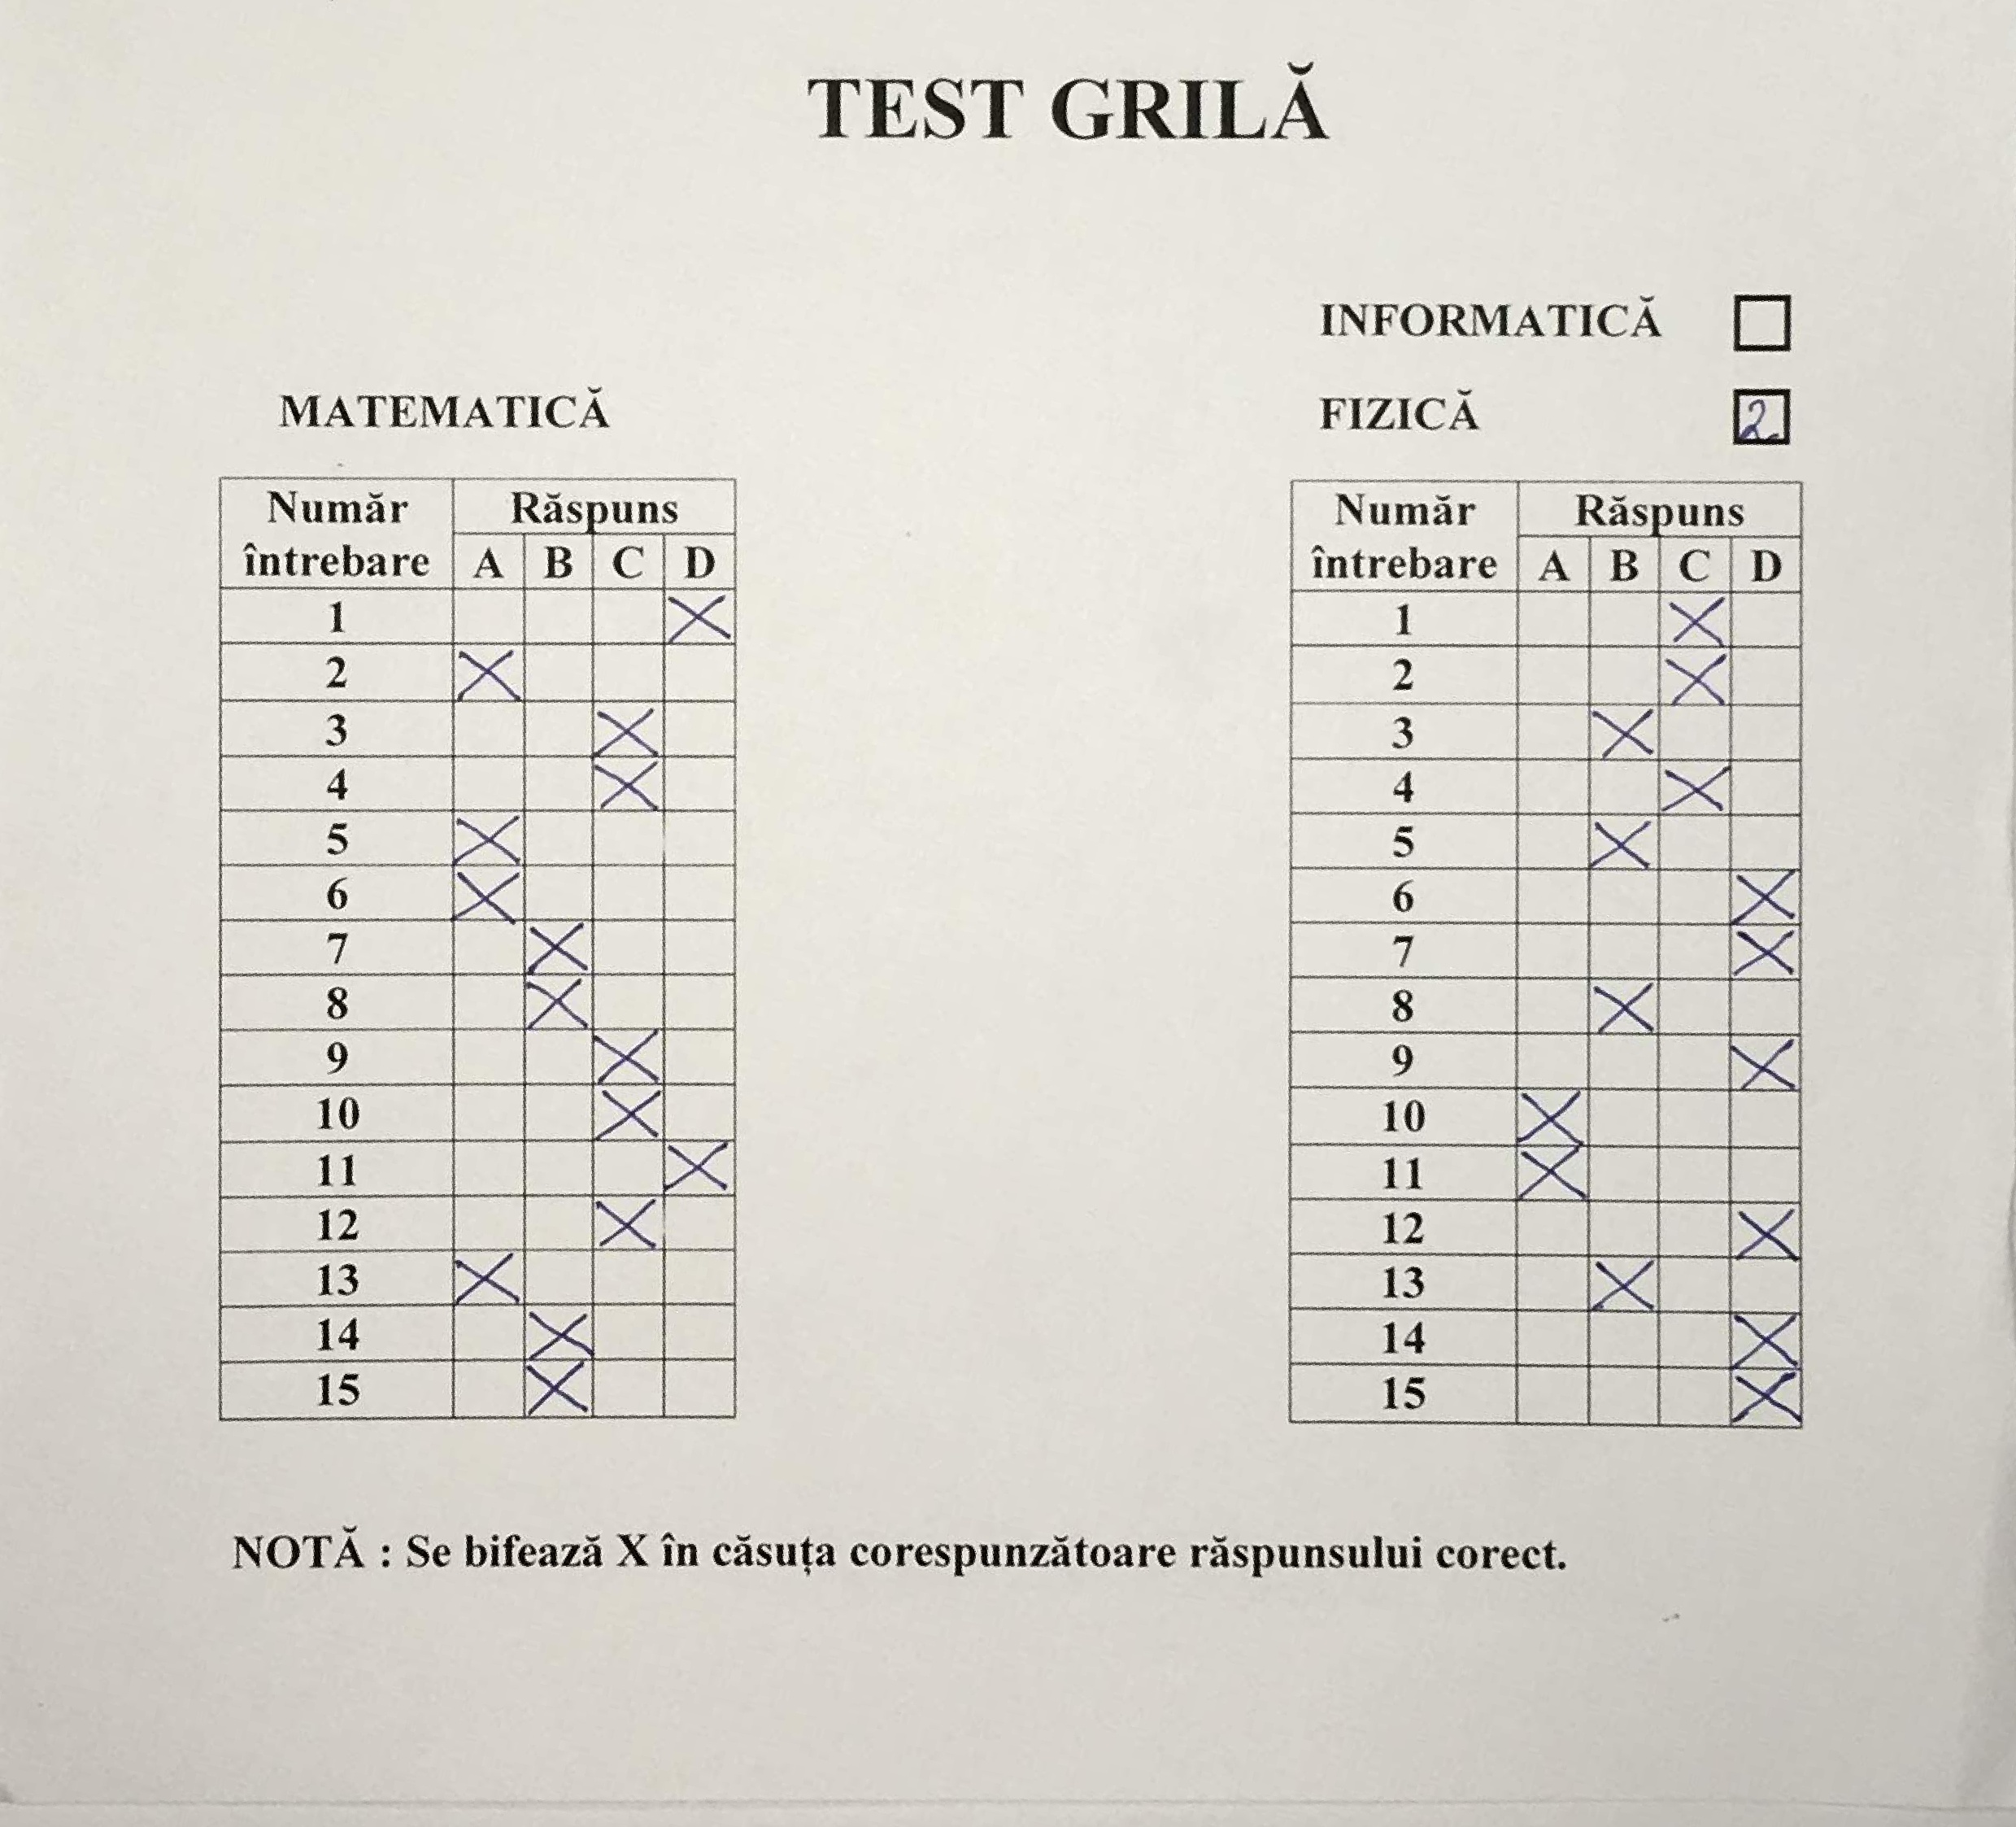 TEST GRILĂ
INFORMATICĂ
MATEMATICĂ
FIZICĂ 2
Număr întrebare Răspuns
A B C D
1 X
2 X
3 X
4 X
5 X
6 X
7 X
8 X
9 X
10 X
11 X
12 X
13 X
14 X
15 X
Număr întrebare Răspuns
A B C D
1 X
2 X
3 X
4 X
5 X
6 X
7 X
8 X
9 X
10 X
11 X
12 X
13 X
14 X
15 X
NOTĂ : Se bifează X în căsuța corespunzătoare răspunsului corect.